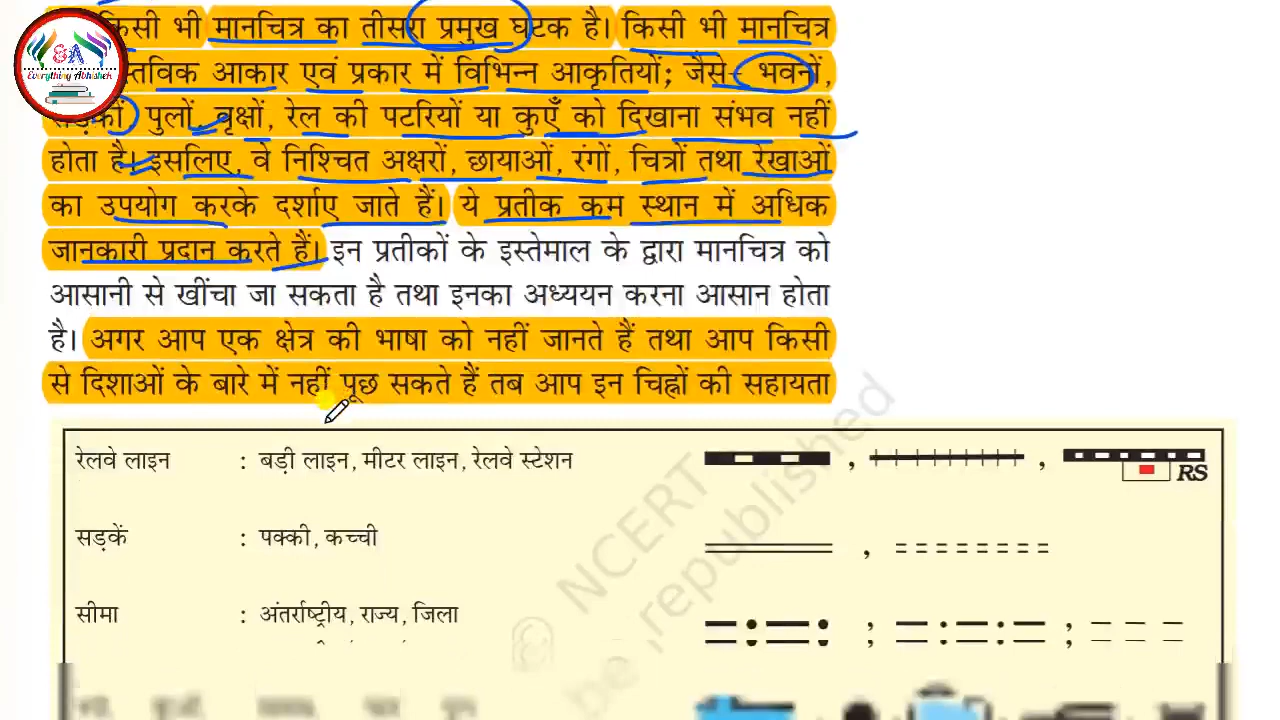 किसी भी मानचित्र का तीसरा प्रमुख घटक है। किसी भी मानचित्र
आकार एवं प्रकार में विभिन्न आकृतियों; जैसे- भवनों,
पुलों, वृक्षों, रेल की पटरियों या कुएँ को दिखाना संभव नहीं
होता है। इसलिए, वे निश्चित अक्षरों, छायाओं, रंगों, चित्रों तथा रेखाओं
का उपयोग करके दर्शाए जाते हैं। ये प्रतीक कम स्थान में अधिक
जानकारी प्रदान करते हैं। इन प्रतीकों के इस्तेमाल के द्वारा मानचित्र को
आसानी से खींचा जा सकता है तथा इनका अध्ययन करना आसान होता
है। अगर आप एक क्षेत्र की भाषा को नहीं जानते हैं तथा आप किसी
से दिशाओं के बारे में नहीं पूछ सकते हैं तब आप इन चिह्नों की सहायता
रेलवे लाइन : बड़ी लाइन, मीटर लाइन, रेलवे स्टेशन , , RS
सड़कें : पक्की, कच्ची ,
सीमा : अंतर्राष्ट्रीय, राज्य, जिला ; ;
&A
Everything Abhishek
© NCERT
be republished